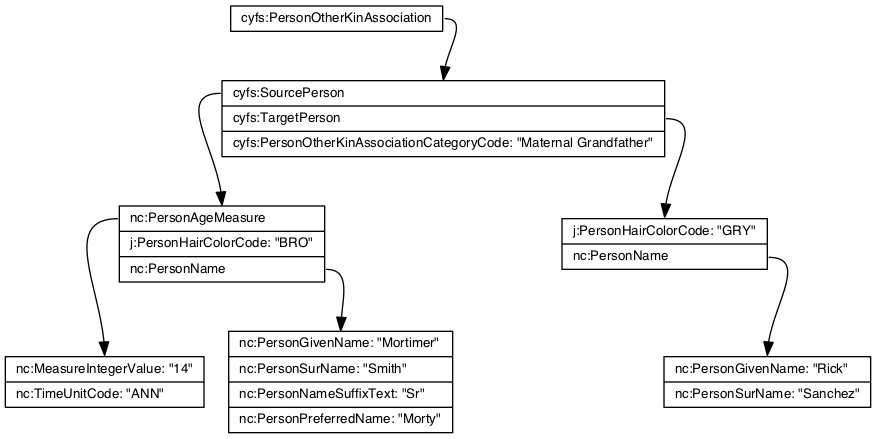 cyfs:PersonOtherKinAssociation
cyfs:SourcePerson
cyfs:TargetPerson
cyfs:PersonOtherKinAssociationCategoryCode: "Maternal Grandfather"
nc:PersonAgeMeasure
j:PersonHairColorCode: "BRO"
nc:PersonName
j:PersonHairColorCode: "GRY"
nc:PersonName
nc:MeasureIntegerValue: "14"
nc:TimeUnitCode: "ANN"
nc:PersonGivenName: "Mortimer"
nc:PersonSurName: "Smith"
nc:PersonNameSuffixText: "Sr"
nc:PersonPreferredName: "Morty"
nc:PersonGivenName: "Rick"
nc:PersonSurName: "Sanchez"